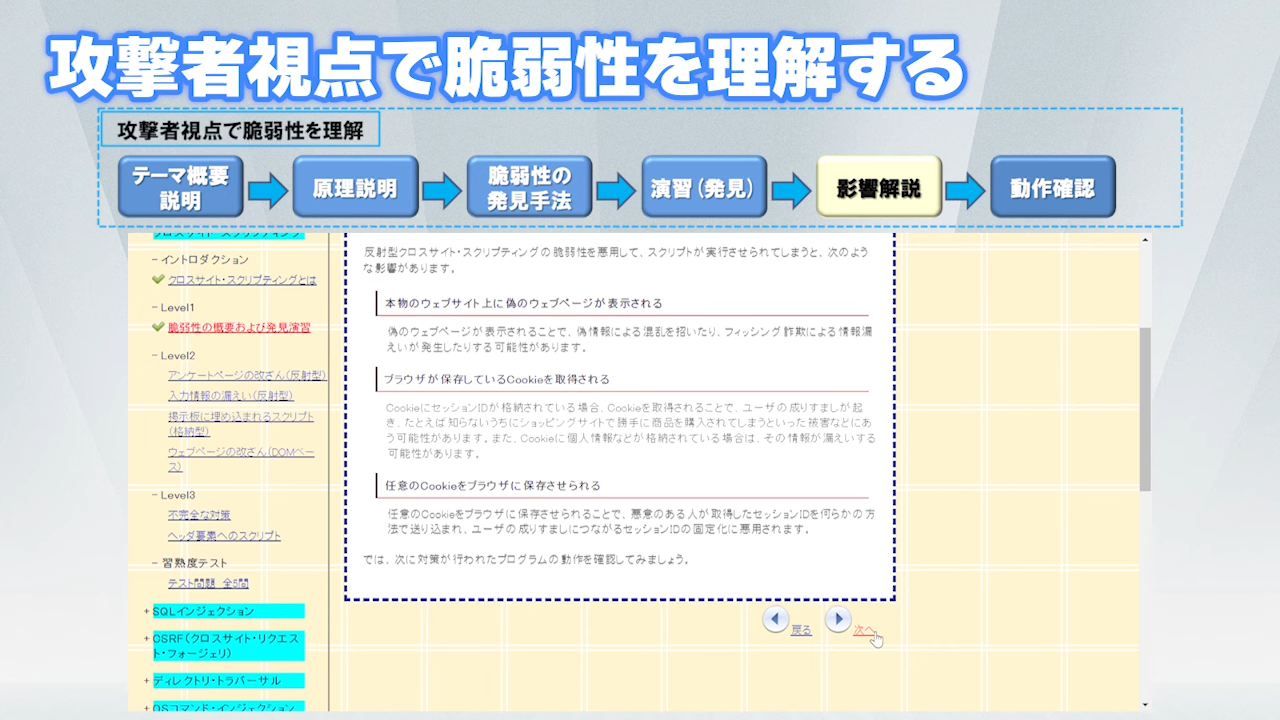 攻撃者視点で脆弱性を理解する
攻撃者視点で脆弱性を理解
テーマ概要
説明
原理説明
脆弱性の
発見手法
演習(発見)
影響解説
動作確認
クロスサイト・スクリプティング
- イントロダクション
クロスサイト・スクリプティングとは
- Level1
脆弱性の概要および発見演習
- Level2
アンケートページの改ざん(反射型)
入力情報の漏えい(反射型)
掲示板に埋め込まれるスクリプト
(格納型)
ウェブページの改ざん(DOMベー
ス)
- Level3
不完全な対策
ヘッダ要素へのスクリプト
- 習熟度テスト
テスト問題 全5問
+ SQLインジェクション
+ CSRF(クロスサイト・リクエス
ト・フォージェリ)
+ ディレクトリ・トラバーサル
+ OSコマンド・インジェクション
反射型クロスサイト・スクリプティングの脆弱性を悪用して、スクリプトが実行させられてしまうと、次のよう
な影響があります。
本物のウェブサイト上に偽のウェブページが表示される
偽のウェブページが表示されることで、偽情報による混乱を招いたり、フィッシング詐欺による情報漏
えいが発生したりする可能性があります。
ブラウザが保存しているCookieを取得される
CookieにセッションIDが格納されている場合、Cookieを取得されることで、ユーザの成りすましが起
き、たとえば知らないうちにショッピングサイトで勝手に商品を購入されてしまうといった被害などにあ
う可能性があります。また、Cookieに個人情報などが格納されている場合は、その情報が漏えいする
可能性があります。
任意のCookieをブラウザに保存させられる
任意のCookieをブラウザに保存させられることで、悪意のある人が取得したセッションIDを何らかの方
法で送り込まれ、ユーザの成りすましにつながるセッションIDの固定化に悪用されます。
では、次に対策が行われたプログラムの動作を確認してみましょう。
戻る
次へ